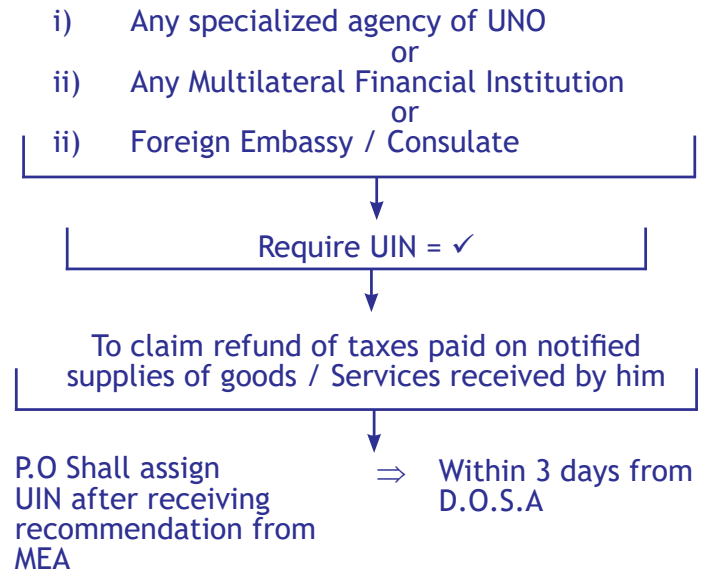 i) Any specialized agency of UNO
or
ii) Any Multilateral Financial Institution
or
ii) Foreign Embassy / Consulate
Require UIN = ✓
To claim refund of taxes paid on notified
supplies of goods / Services received by him
P.O Shall assign
UIN after receiving
recommendation from
MEA
⇒ Within 3 days from
D.O.S.A